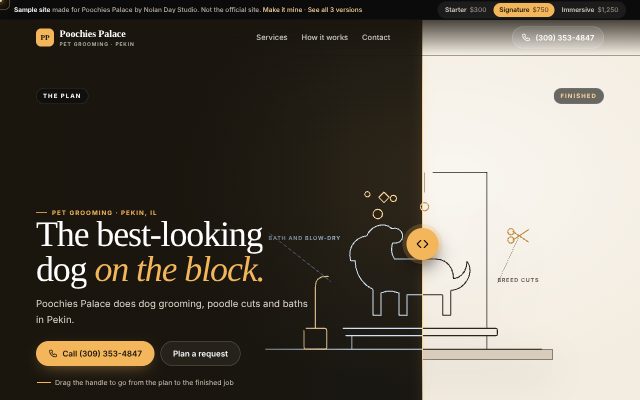 Sample site made for Poochies Palace by Nolan Day Studio. Not the official site. Make it mine · See all 3 versions
Starter $300 Signature $750 Immersive $1,250
PP
Poochies Palace
PET GROOMING · PEKIN
Services How it works Contact
(309) 353-4847
THE PLAN
FINISHED
PET GROOMING · PEKIN, IL
The best-looking
dog on the block.
BATH AND BLOW-DRY
BREED CUTS
Poochies Palace does dog grooming, poodle cuts and baths
in Pekin.
Call (309) 353-4847
Plan a request
Drag the handle to go from the plan to the finished job